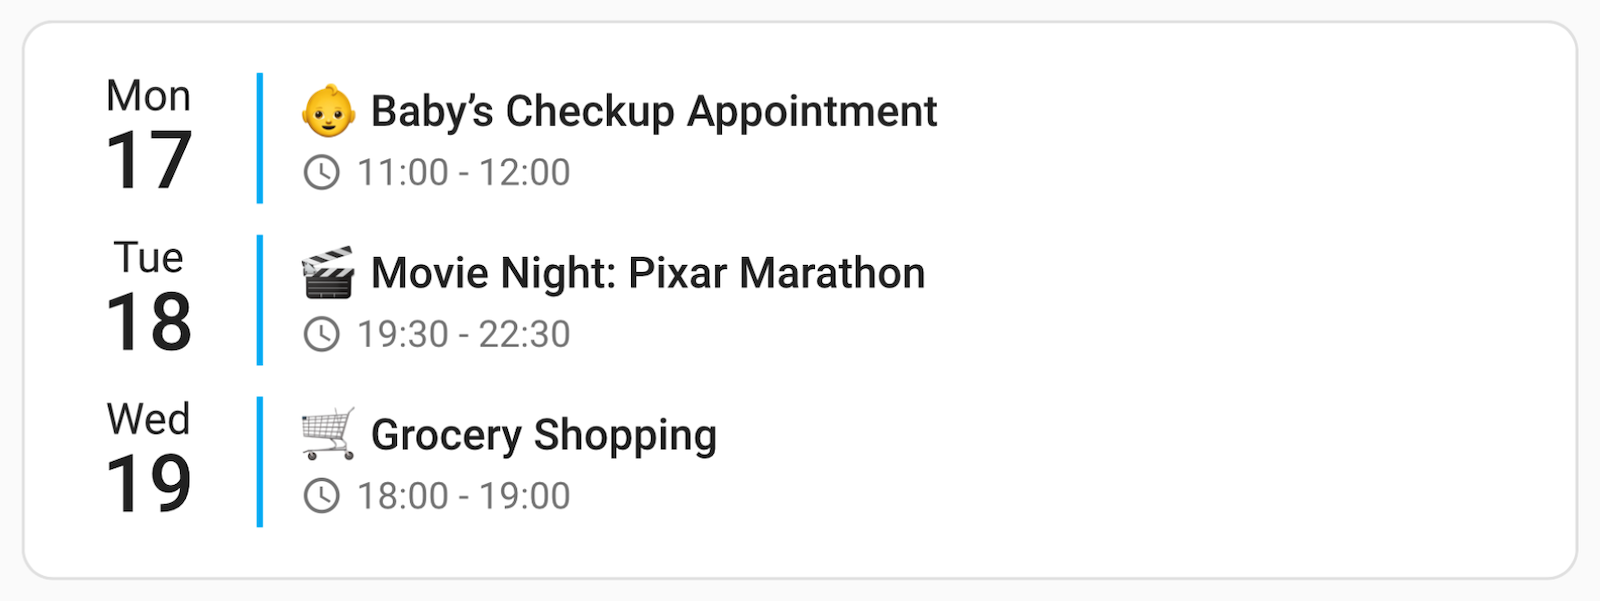 Mon
17
👶 Baby’s Checkup Appointment
11:00 - 12:00
Tue
18
🎬 Movie Night: Pixar Marathon
19:30 - 22:30
Wed
19
🛒 Grocery Shopping
18:00 - 19:00